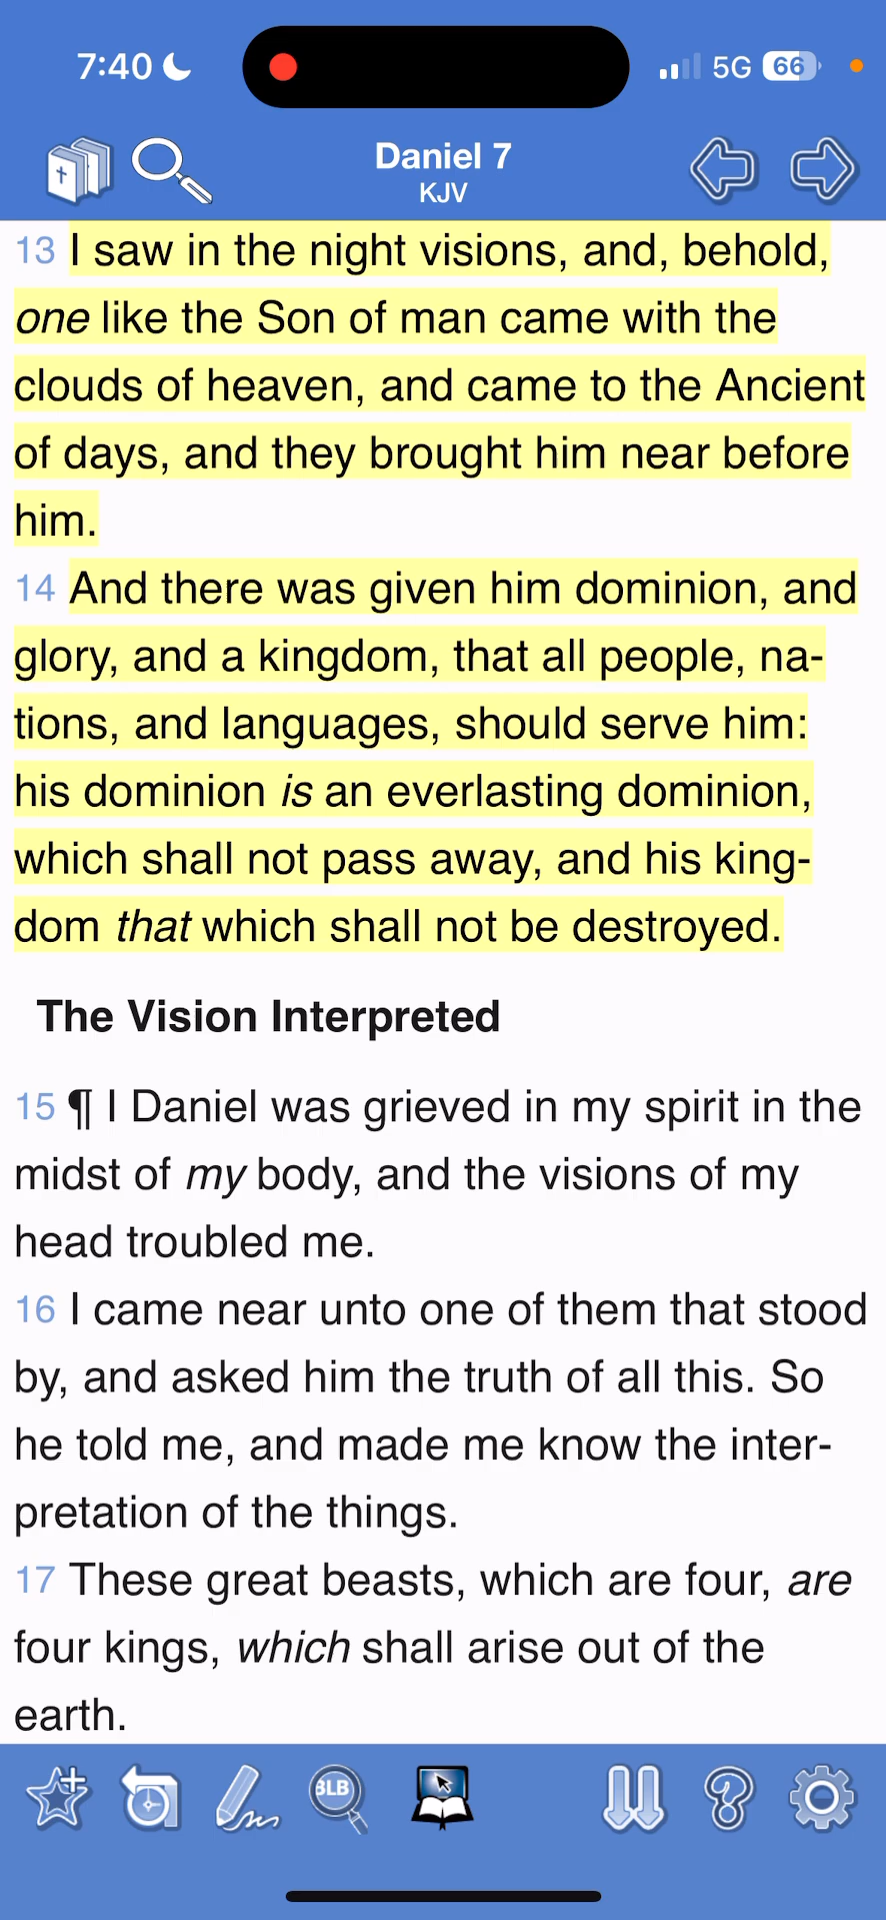 7:40
5G 66
Daniel 7
KJV
13 I saw in the night visions, and, behold,
one like the Son of man came with the
clouds of heaven, and came to the Ancient
of days, and they brought him near before
him.
14 And there was given him dominion, and
glory, and a kingdom, that all people, na-
tions, and languages, should serve him:
his dominion is an everlasting dominion,
which shall not pass away, and his king-
dom that which shall not be destroyed.
The Vision Interpreted
15 ¶ I Daniel was grieved in my spirit in the
midst of my body, and the visions of my
head troubled me.
16 I came near unto one of them that stood
by, and asked him the truth of all this. So
he told me, and made me know the inter-
pretation of the things.
17 These great beasts, which are four, are
four kings, which shall arise out of the
earth.
BLB